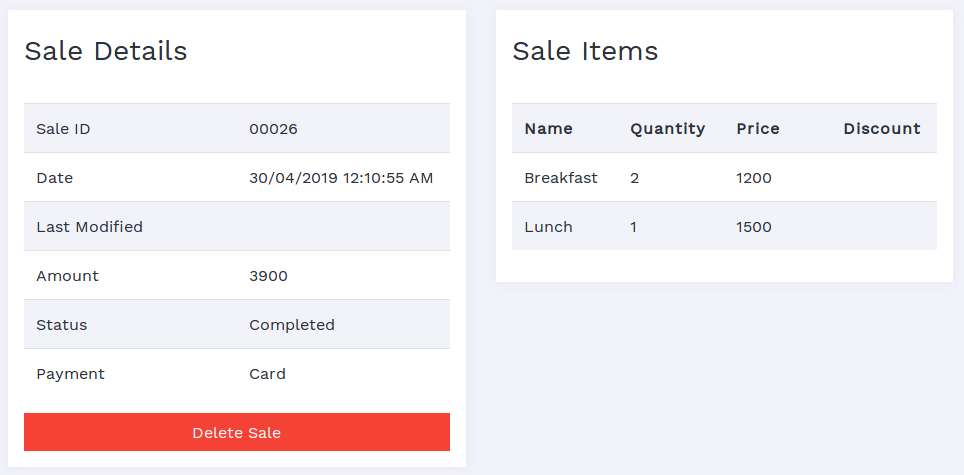 Sale Details
Sale ID 00026
Date 30/04/2019 12:10:55 AM
Last Modified
Amount 3900
Status Completed
Payment Card
Delete Sale
Sale Items
Name Quantity Price Discount
Breakfast 2 1200
Lunch 1 1500